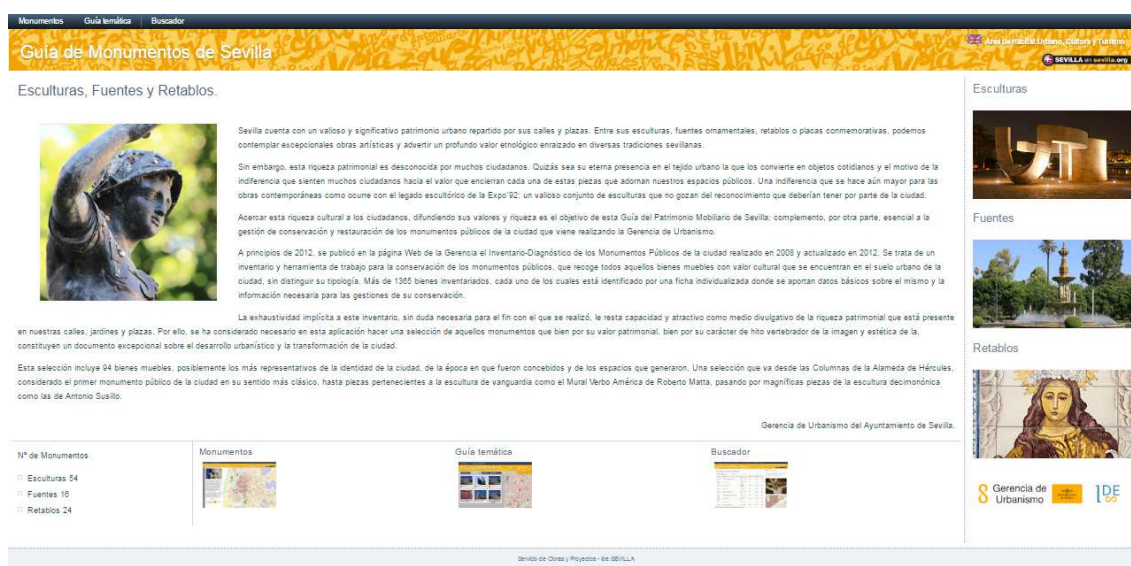 Monumentos Guía temática Buscador
Guía de Monumentos de Sevilla
Area de Hábitat Urbano, Cultura y Turismo
SEVILLA en sevilla.org
Esculturas, Fuentes y Retablos.
Sevilla cuenta con un valioso y significativo patrimonio urbano repartido por sus calles y plazas. Entre sus esculturas, fuentes ornamentales, retablos o placas conmemorativas, podemos
contemplar excepcionales obras artísticas y advertir un profundo valor etnológico enraizado en diversas tradiciones sevillanas.
Sin embargo, esta riqueza patrimonial es desconocida por muchos ciudadanos. Quizás sea su eterna presencia en el tejido urbano la que los convierte en objetos cotidianos y el motivo de la
indiferencia que sienten muchos ciudadanos hacia el valor que encierran cada una de estas piezas que adornan nuestros espacios públicos. Una indiferencia que se hace aún mayor para las
obras contemporáneas como ocurre con el legado escultórico de la Expo'92: un valioso conjunto de esculturas que no gozan del reconocimiento que deberían tener por parte de la ciudad.
Acercar esta riqueza cultural a los ciudadanos, difundiendo sus valores y riqueza es el objetivo de esta Guía del Patrimonio Mobiliario de Sevilla; complemento, por otra parte, esencial a la
gestión de conservación y restauración de los monumentos públicos de la ciudad que viene realizando la Gerencia de Urbanismo.
A principios de 2012, se publicó en la página Web de la Gerencia el Inventario-Diagnóstico de los Monumentos Públicos de la ciudad realizado en 2006 y actualizado en 2012. Se trata de un
inventario y herramienta de trabajo para la conservación de los monumentos públicos, que recoge todos aquellos bienes muebles con valor cultural que se encuentran en el suelo urbano de la
ciudad, sin distinguir su tipología. Más de 1365 bienes inventariados, cada uno de los cuales está identificado por una ficha individualizada donde se aportan datos básicos sobre el mismo y la
información necesaria para las gestiones de su conservación.
La exhaustividad implícita a este inventario, sin duda necesaria para el fin con el que se realizó, le resta capacidad y atractivo como medio divulgativo de la riqueza patrimonial que está presente
en nuestras calles, jardines y plazas. Por ello, se ha considerado necesario en esta aplicación hacer una selección de aquellos monumentos que bien por su valor patrimonial, bien por su carácter de hito vertebrador de la imagen y estética de la,
constituyen un documento excepcional sobre el desarrollo urbanístico y la transformación de la ciudad.
Esta selección incluye 94 bienes muebles, posiblemente los más representativos de la identidad de la ciudad, de la época en que fueron concebidos y de los espacios que generaron. Una selección que va desde las Columnas de la Alameda de Hércules,
considerado el primer monumento público de la ciudad en su sentido más clásico, hasta piezas pertenecientes a la escultura de vanguardia como el Mural Verbo América de Roberto Matta, pasando por magníficas piezas de la escultura decimonónica
como las de Antonio Susillo.
Gerencia de Urbanismo del Ayuntamiento de Sevilla.
Esculturas
Fuentes
Retablos
Gerencia de
Urbanismo
IDE
Nº de Monumentos
Esculturas 54
Fuentes 16
Retablos 24
Monumentos
Guía temática
Buscador
Servicio de Obras y Proyectos - ide SEVILLA